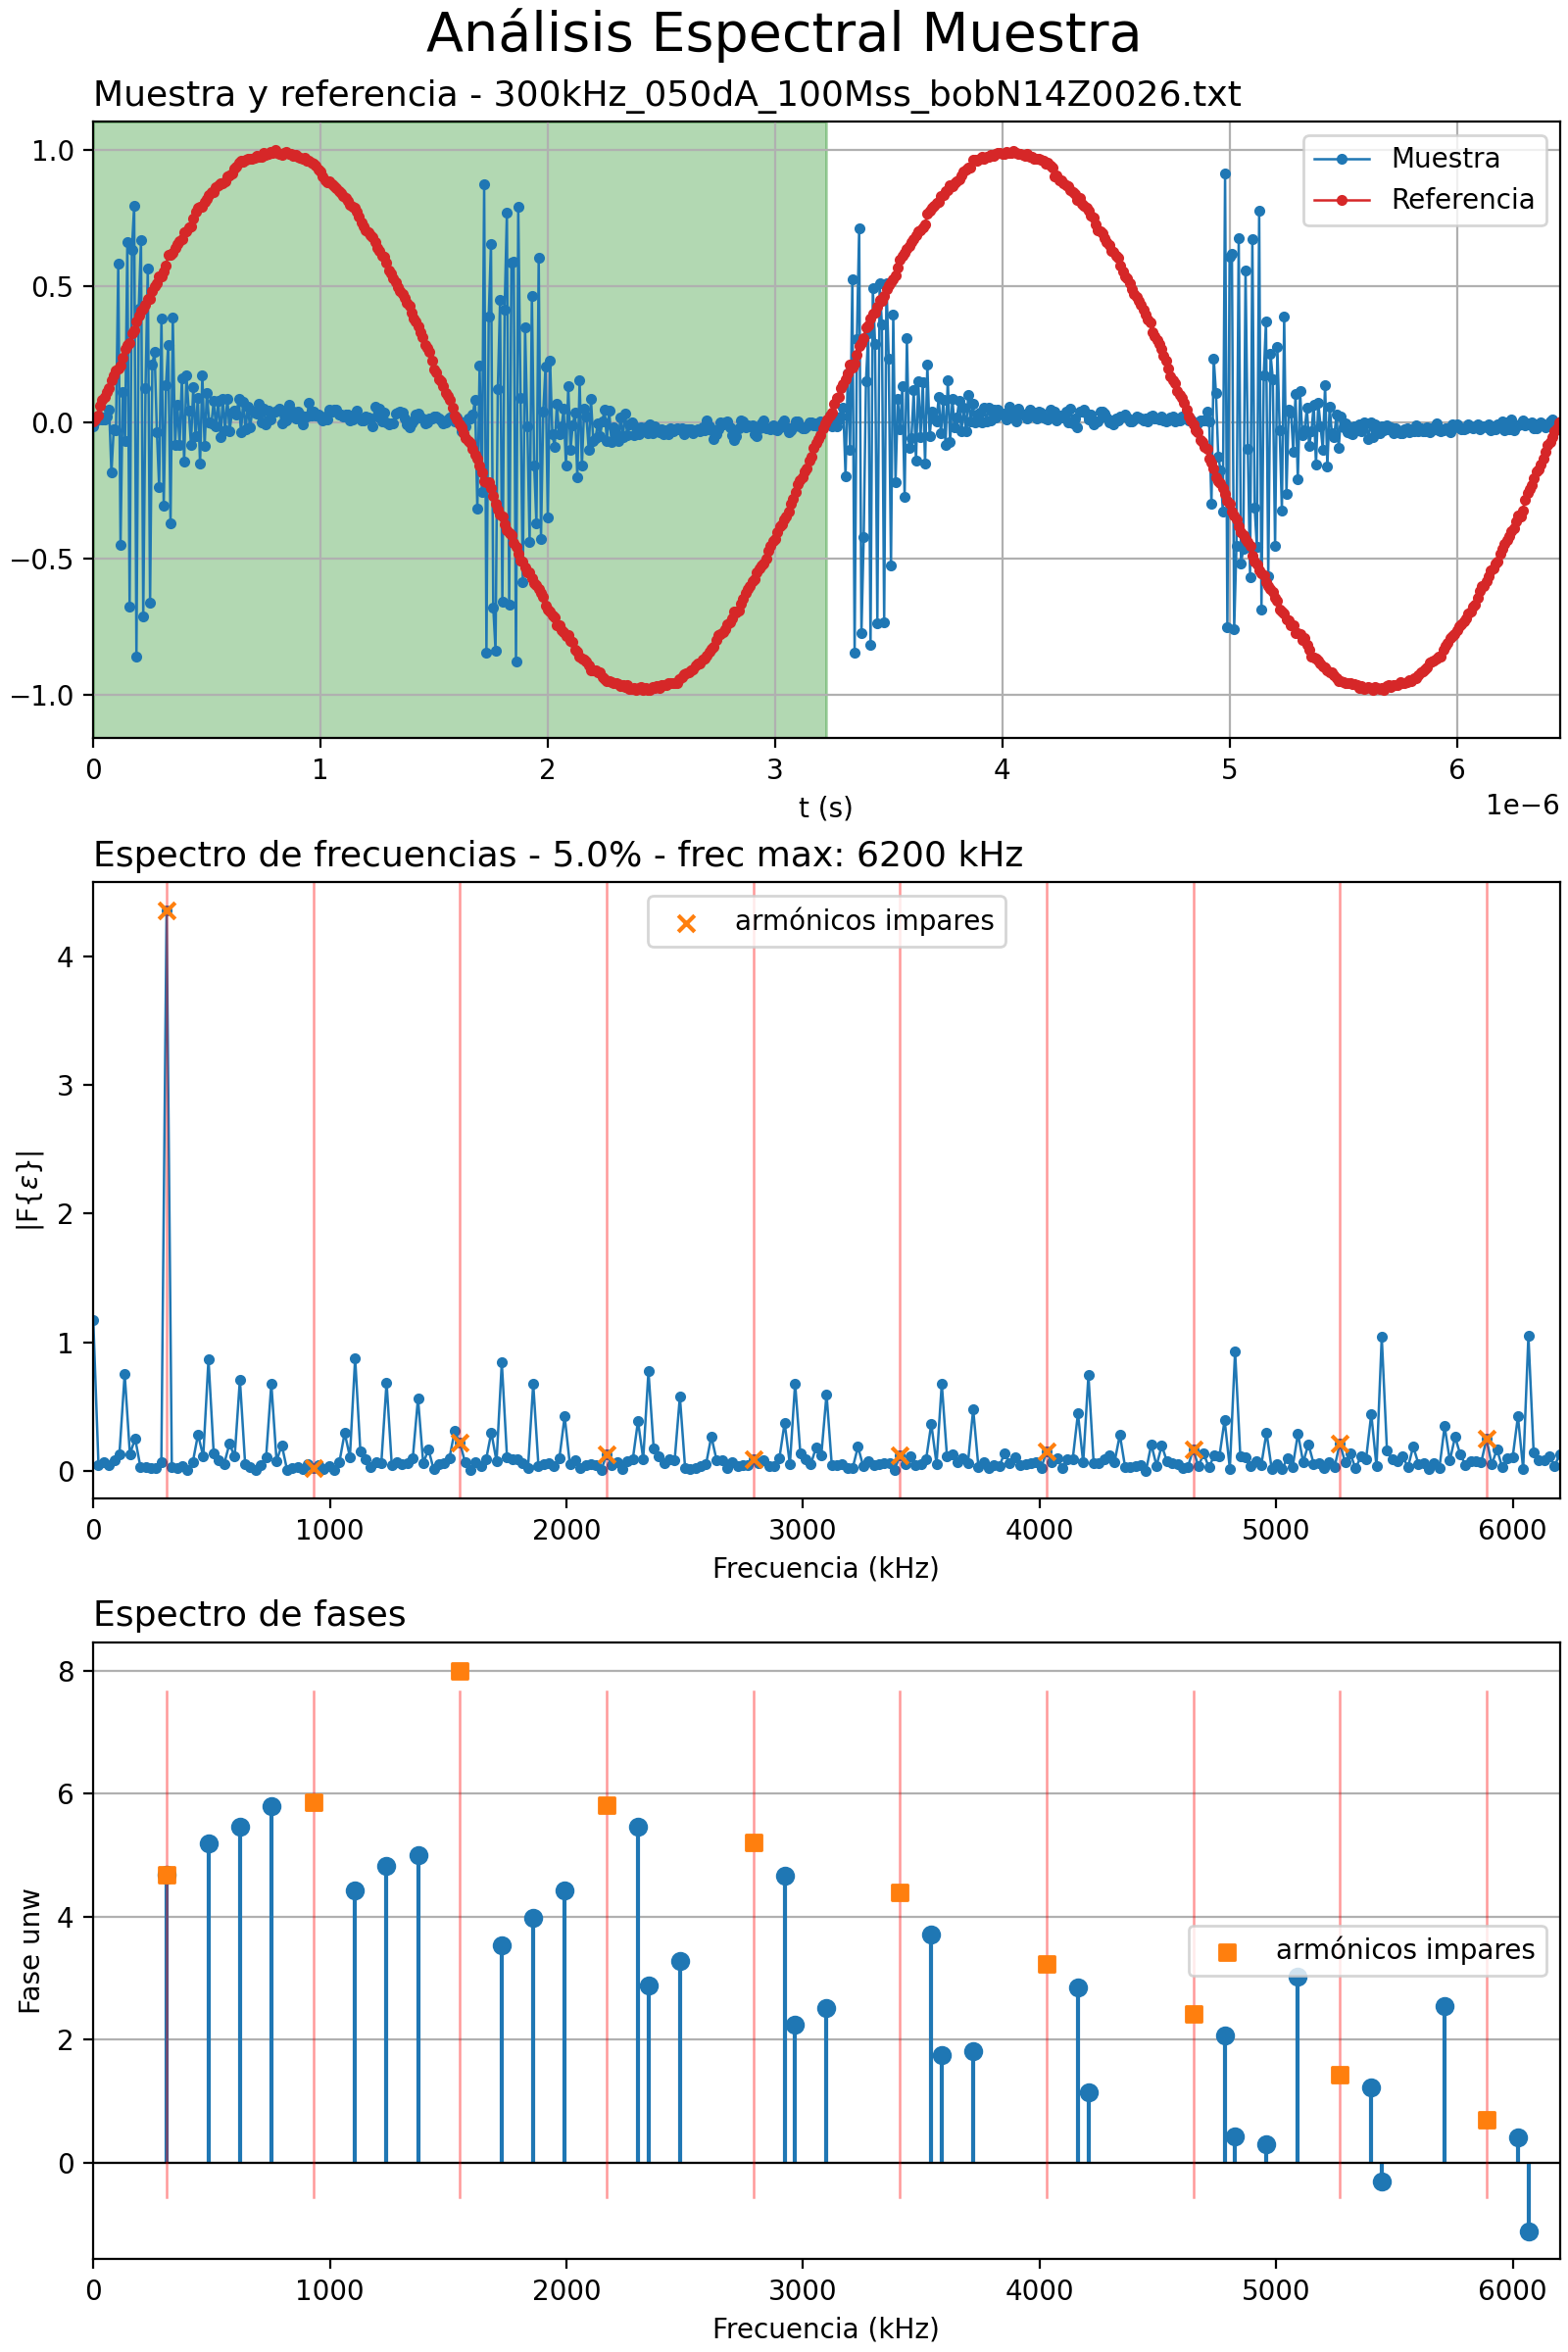 Análisis Espectral Muestra
Muestra y referencia - 300kHz_050dA_100Mss_bobN14Z0026.txt
1.0
0.5
0.0
−0.5
−1.0
Muestra
Referencia
0 1 2 3 4 5 6
t (s)
1e−6
Espectro de frecuencias - 5.0% - frec max: 6200 kHz
armónicos impares
4
3
2
1
0
|F{ε}|
0 1000 2000 3000 4000 5000 6000
Frecuencia (kHz)
Espectro de fases
8
6
4
2
0
Fase unw
armónicos impares
0 1000 2000 3000 4000 5000 6000
Frecuencia (kHz)